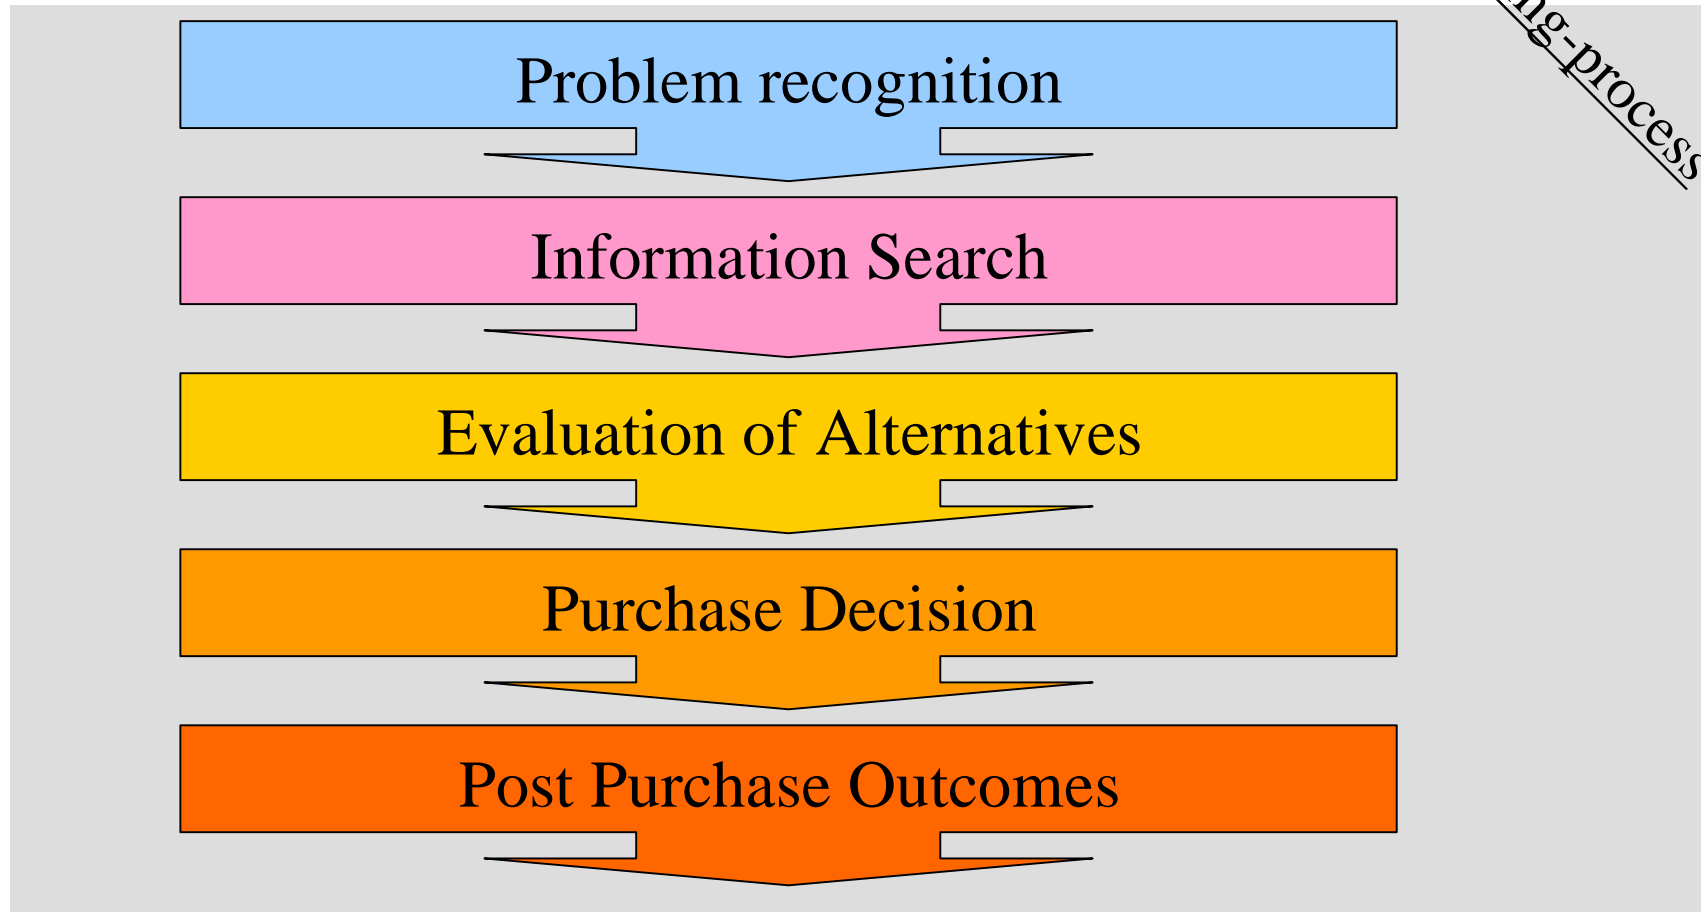 Problem recognition
Information Search
Evaluation of Alternatives
Purchase Decision
Post Purchase Outcomes
ng-process